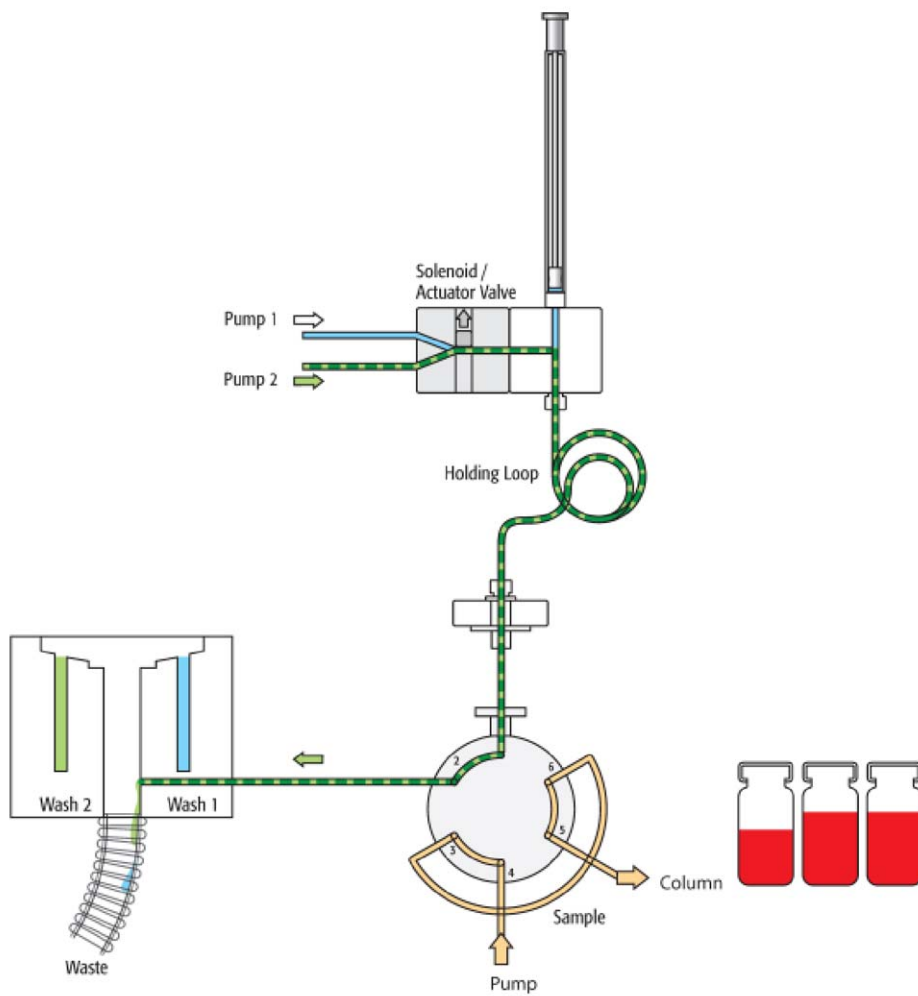 Solenoid /
Actuator Valve
Pump 1
Pump 2
Holding Loop
Wash 2
Wash 1
2
6
3
5
4
Column
Sample
Waste
Pump